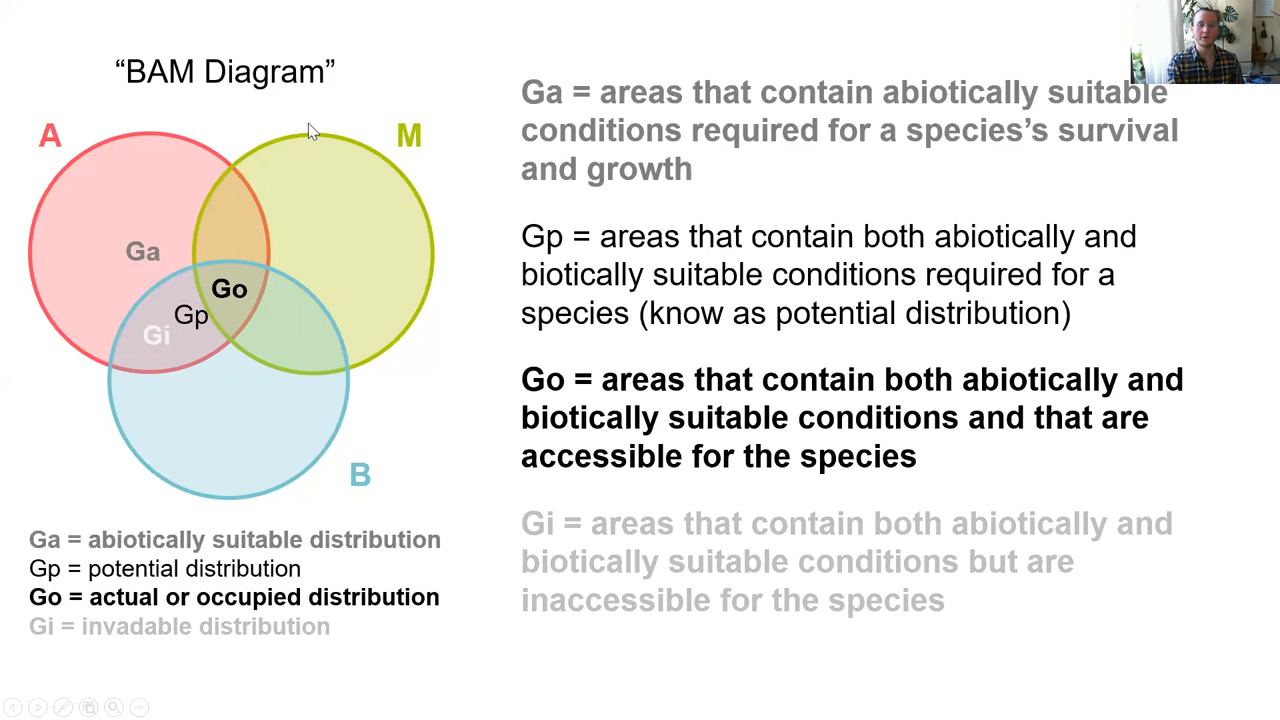 “BAM Diagram”
A
M
Ga
Go
Gp
Gi
B
Ga = abiotically suitable distribution
Gp = potential distribution
Go = actual or occupied distribution
Gi = invadable distribution
Ga = areas that contain abiotically suitable
conditions required for a species’s survival
and growth
Gp = areas that contain both abiotically and
biotically suitable conditions required for a
species (know as potential distribution)
Go = areas that contain both abiotically and
biotically suitable conditions and that are
accessible for the species
Gi = areas that contain both abiotically and
biotically suitable conditions but are
inaccessible for the species